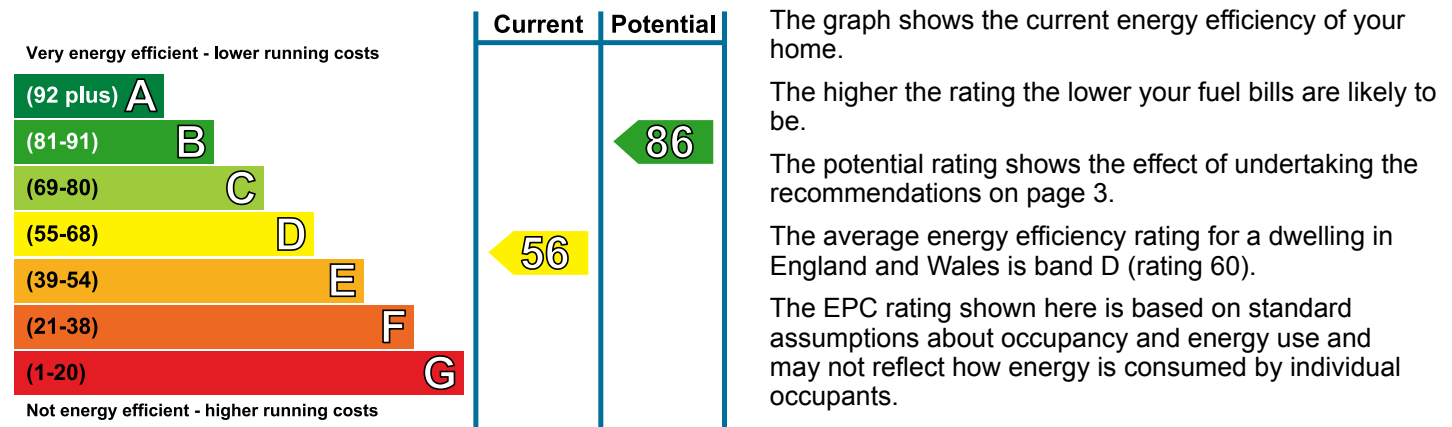 Current Potential
Very energy efficient - lower running costs
(92 plus) A
(81-91) B
86
(69-80) C
(55-68) D
56
(39-54) E
(21-38) F
(1-20) G
Not energy efficient - higher running costs
The graph shows the current energy efficiency of your
home.
The higher the rating the lower your fuel bills are likely to
be.
The potential rating shows the effect of undertaking the
recommendations on page 3.
The average energy efficiency rating for a dwelling in
England and Wales is band D (rating 60).
The EPC rating shown here is based on standard
assumptions about occupancy and energy use and
may not reflect how energy is consumed by individual
occupants.